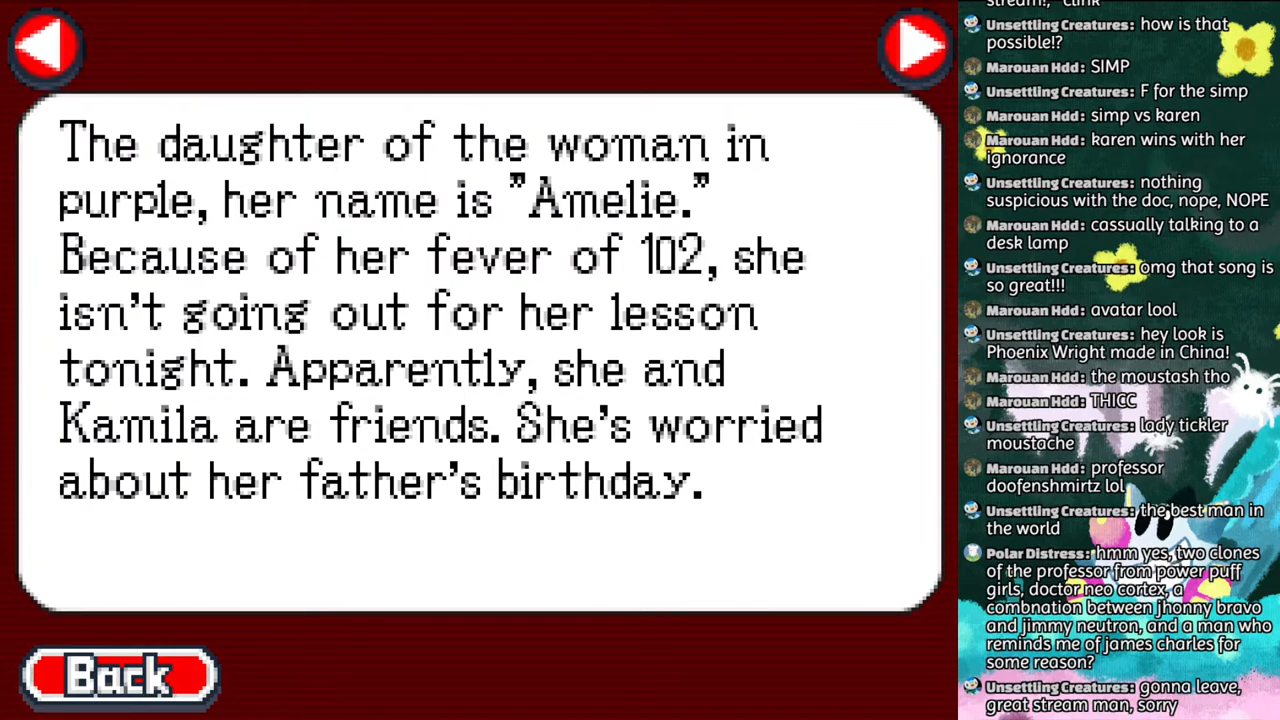 The daughter of the woman in
purple, her name is "Amelie."
Because of her fever of 102, she
isn't going out for her lesson
tonight. Apparently, she and
Kamila are friends. She's worried
about her father's birthday.
Back
stream!, *clink*
Unsettling Creatures: how is that
possible!?
Marouan Hdd: SIMP
Unsettling Creatures: F for the simp
Marouan Hdd: simp vs karen
Marouan Hdd: karen wins with her
ignorance
Unsettling Creatures: nothing
suspicious with the doc, nope, NOPE
Marouan Hdd: cassually talking to a
desk lamp
Unsettling Creatures: omg that song is
so great!!!
Marouan Hdd: avatar lool
Unsettling Creatures: hey look is
Phoenix Wright made in China!
Marouan Hdd: the moustash tho
Marouan Hdd: THICC
Unsettling Creatures: lady tickler
moustache
Marouan Hdd: professor
doofenshmirtz lol
Unsettling Creatures: the best man in
the world
Polar Distress: hmm yes, two clones
of the professor from power puff
girls, doctor neo cortex, a
combnation between jhonny bravo
and jimmy neutron, and a man who
reminds me of james charles for
some reason?
Unsettling Creatures: gonna leave,
great stream man, sorry